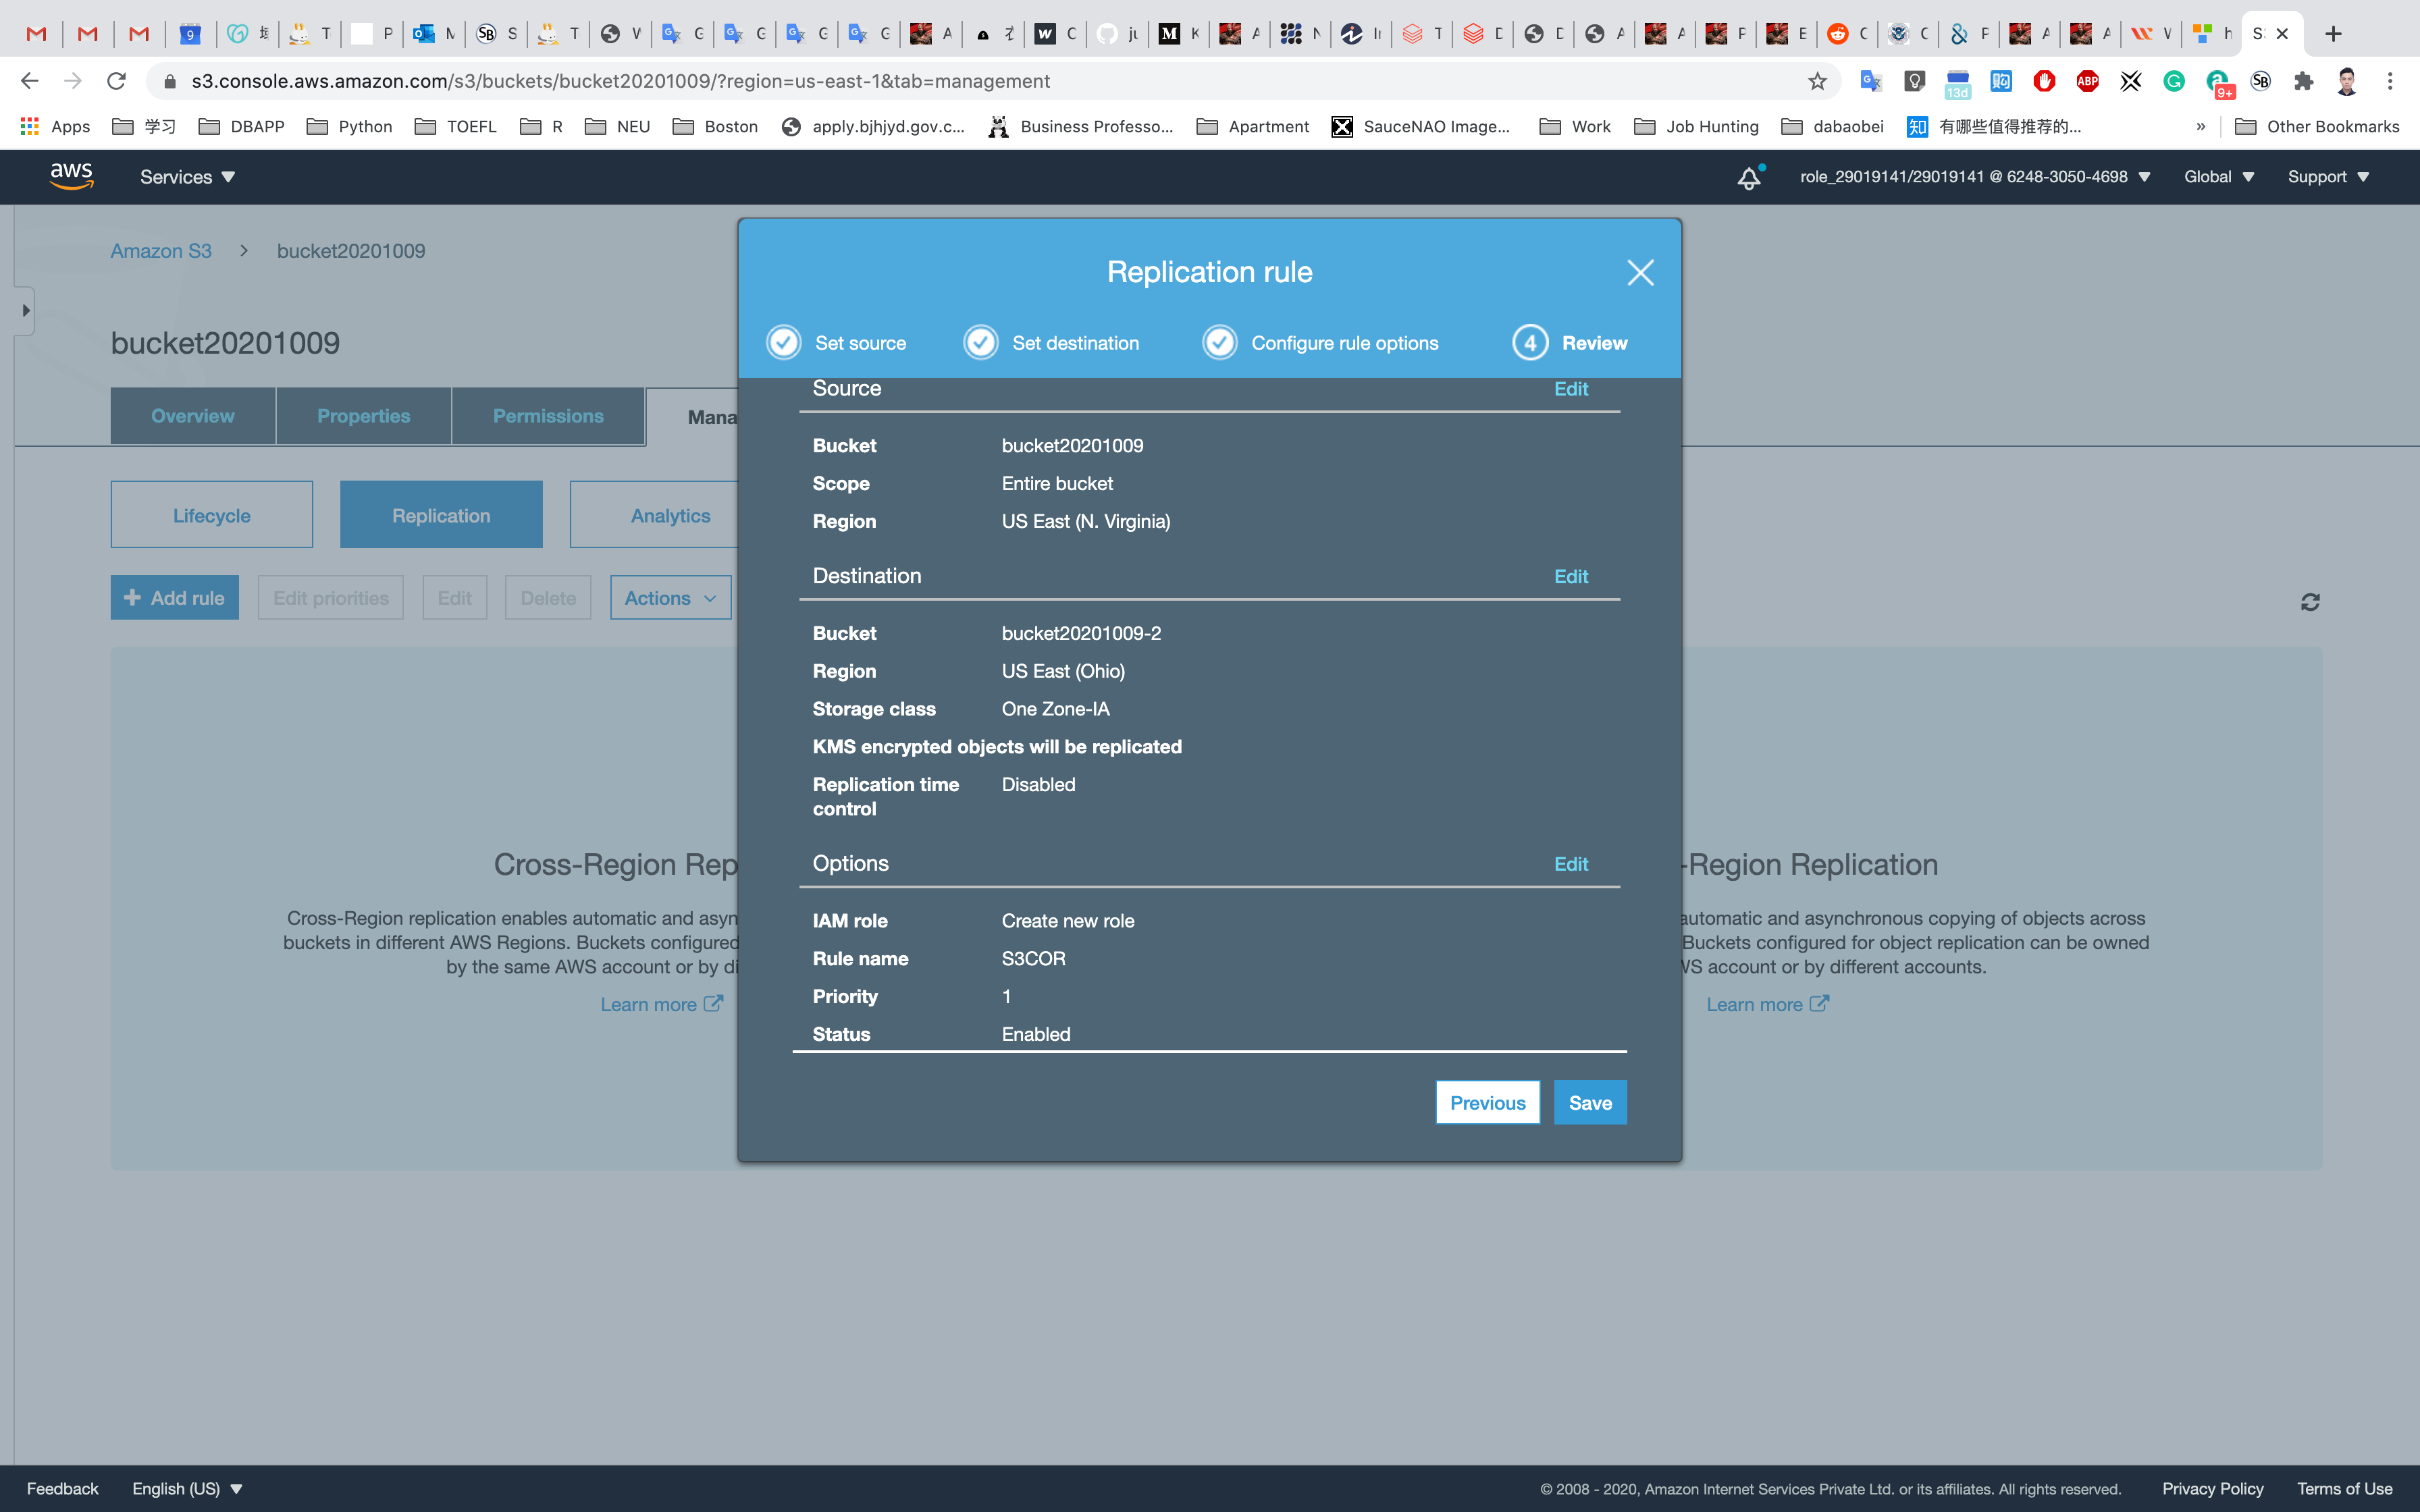 9
T
P
M
S
T
G
G
G
G
A
C
K
A
N
T
D
D
A
A
F
E
C
C
F
A
A
V
h
S
s3.console.aws.amazon.com/s3/buckets/bucket20201009/?region=us-east-1&tab=management
13d
ABP
9+
SB
Apps
学习
DBAPP
Python
TOEFL
R
NEU
Boston
apply.bjhjyd.gov.c...
Business Professo...
Apartment
SauceNAO Image...
Work
Job Hunting
dabaobei
知 有哪些值得推荐的...
»
Other Bookmarks
aws
Services
role_29019141/29019141 @ 6248-3050-4698
Global
Support
Amazon S3 > bucket20201009
bucket20201009
Overview
Properties
Permissions
Mana
Lifecycle
Replication
Analytics
Add rule
Edit priorities
Edit
Delete
Actions
Cross-Region Rep
Cross-Region replication enables automatic and asyn
buckets in different AWS Regions. Buckets configured
by the same AWS account or by di
Learn more
Replication rule
Set source
Set destination
Configure rule options
4 Review
Source Edit
Bucket bucket20201009
Scope Entire bucket
Region US East (N. Virginia)
Destination Edit
Bucket bucket20201009-2
Region US East (Ohio)
Storage class One Zone-IA
KMS encrypted objects will be replicated
Replication time Disabled
control
Options Edit
IAM role Create new role
Rule name S3COR
Priority 1
Status Enabled
Previous
Save
-Region Replication
automatic and asynchronous copying of objects across
Buckets configured for object replication can be owned
WS account or by different accounts.
Learn more
Feedback
English (US)
© 2008 - 2020, Amazon Internet Services Private Ltd. or its affiliates. All rights reserved.
Privacy Policy
Terms of Use